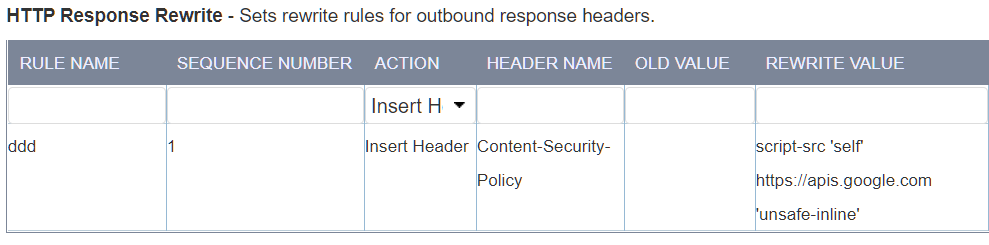 HTTP Response Rewrite - Sets rewrite rules for outbound response headers.
RULE NAME SEQUENCE NUMBER ACTION HEADER NAME OLD VALUE REWRITE VALUE
Insert H
ddd 1 Insert Header Content-Security- script-src 'self'
Policy https://apis.google.com
'unsafe-inline'